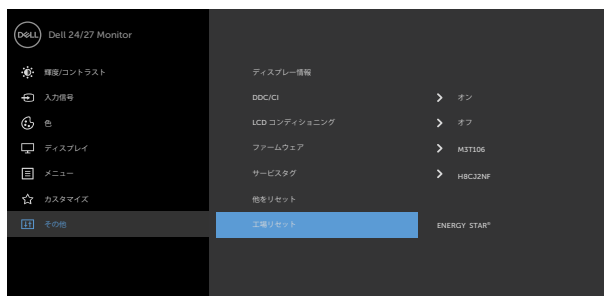 DELL Dell 24/27 Monitor
輝度/コントラスト ディスプレー情報
入力信号 DDC/CI オン
色 LCD コンディショニング オフ
ディスプレイ ファームウェア M3T106
メニュー サービスタグ H8CJ2NF
カスタマイズ 他をリセット
その他 工場リセット ENERGY STAR®